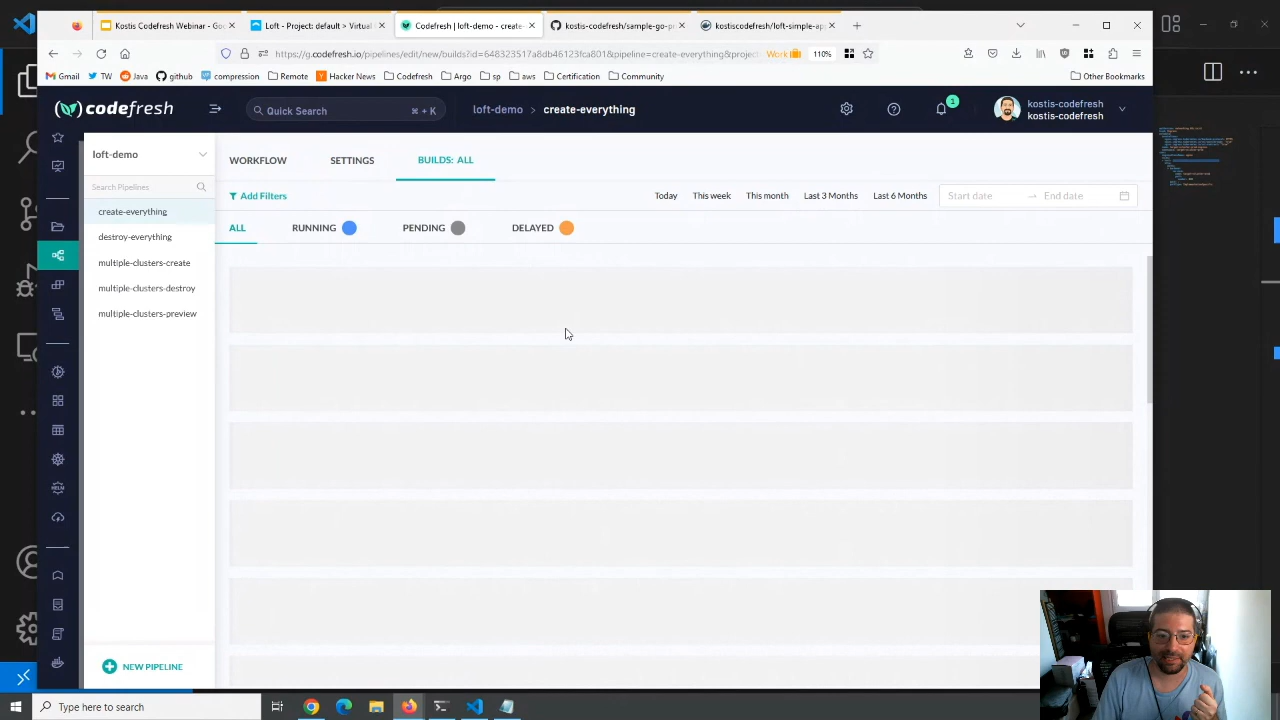 Kostis Codefresh Webinar - Go
Loft - Project: default > Virtual
Codefresh | loft-demo - create-
kostis-codefresh/sample-go-p
kostiscodefresh/loft-simple-ap
https://g.codefresh.io/pipelines/edit/new/builds?id=648323517a8db46123fca801&pipeline=create-everything&proje
Work
110%
Gmail
TW
Java
github
compression
Remote
Hacker News
Codefresh
Argo
sp
aws
Certification
Community
Other Bookmarks
codefresh
Quick Search
⌘ + K
loft-demo > create-everything
1
kostis-codefresh
kostis-codefresh
loft-demo
WORKFLOW
SETTINGS
BUILDS: ALL
Search Pipelines
Add Filters
Today
This week
This month
Last 3 Months
Last 6 Months
Start date
End date
create-everything
ALL
RUNNING
PENDING
DELAYED
destroy-everything
multiple-clusters-create
multiple-clusters-destroy
multiple-clusters-preview
HELM
NEW PIPELINE
Type here to search